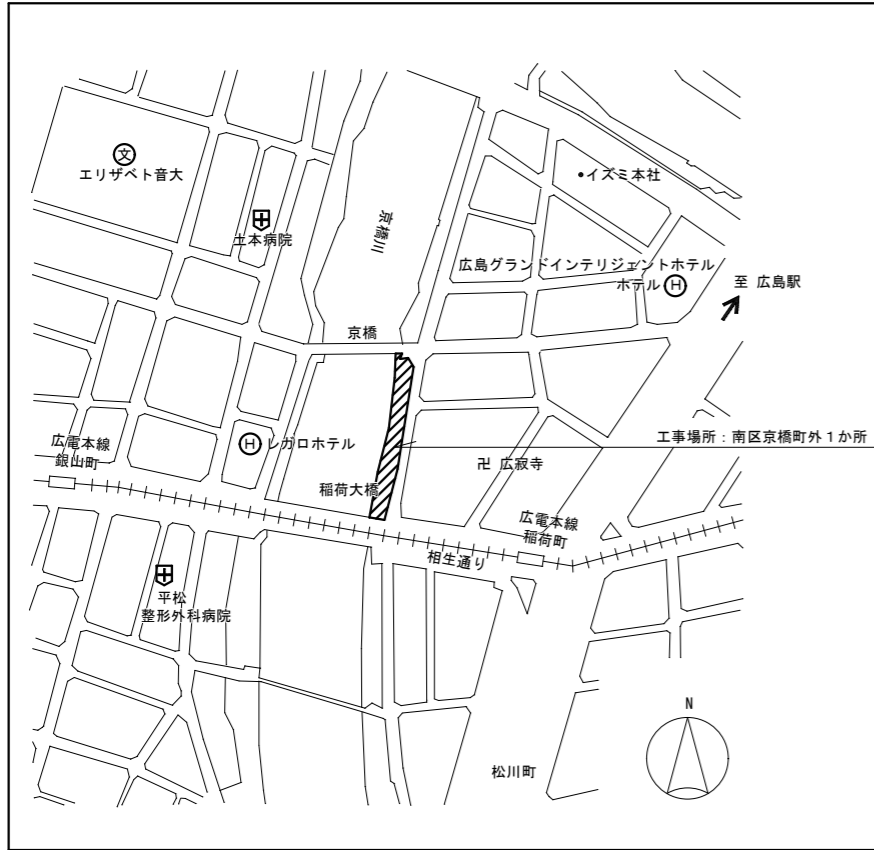 文
エリザベト音大
土本病院
京橋川
•イズミ本社
広島グランドインテリジェントホテル
ホテル H
至 広島駅
京橋
広電本線
銀山町
H レガロホテル
工事場所：南区京橋町外１か所
卍 広寂寺
稲荷大橋
広電本線
稲荷町
相生通り
平松
整形外科病院
松川町
N